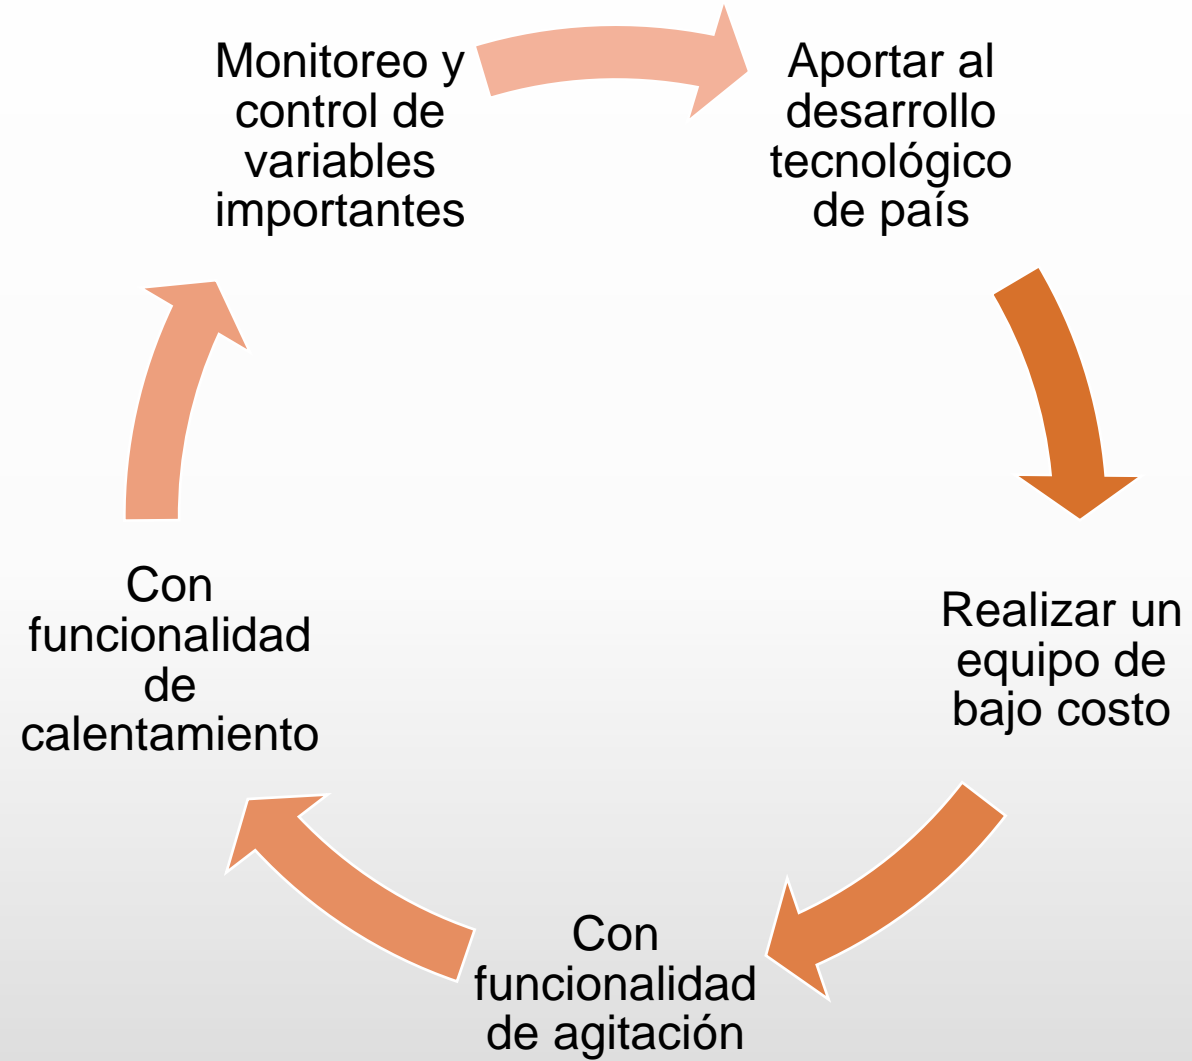 Monitoreo y
control de
variables
importantes
Aportar al
desarrollo
tecnológico
de país
Realizar un
equipo de
bajo costo
Con
funcionalidad
de agitación
Con
funcionalidad
de
calentamiento